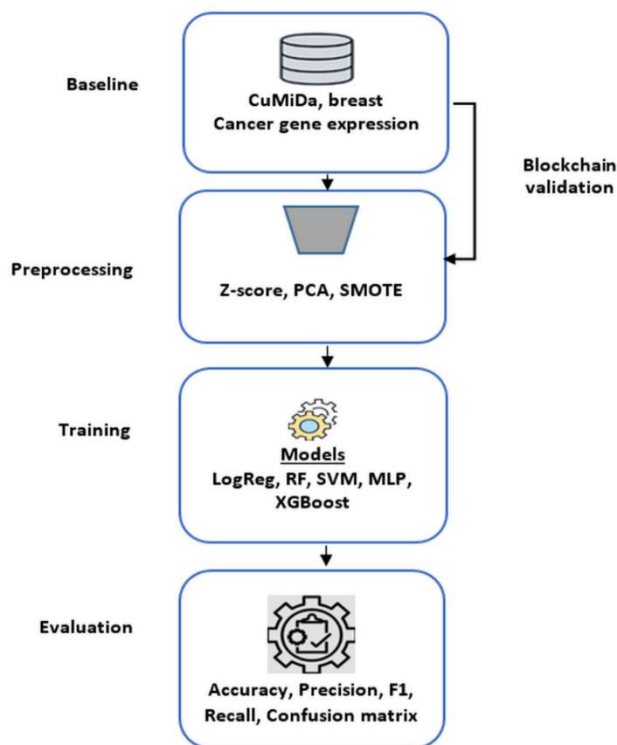 Baseline
CuMiDa, breast
Cancer gene expression
Blockchain
validation
Preprocessing
Z-score, PCA, SMOTE
Training
Models
LogReg, RF, SVM, MLP,
XGBoost
Evaluation
Accuracy, Precision, F1,
Recall, Confusion matrix